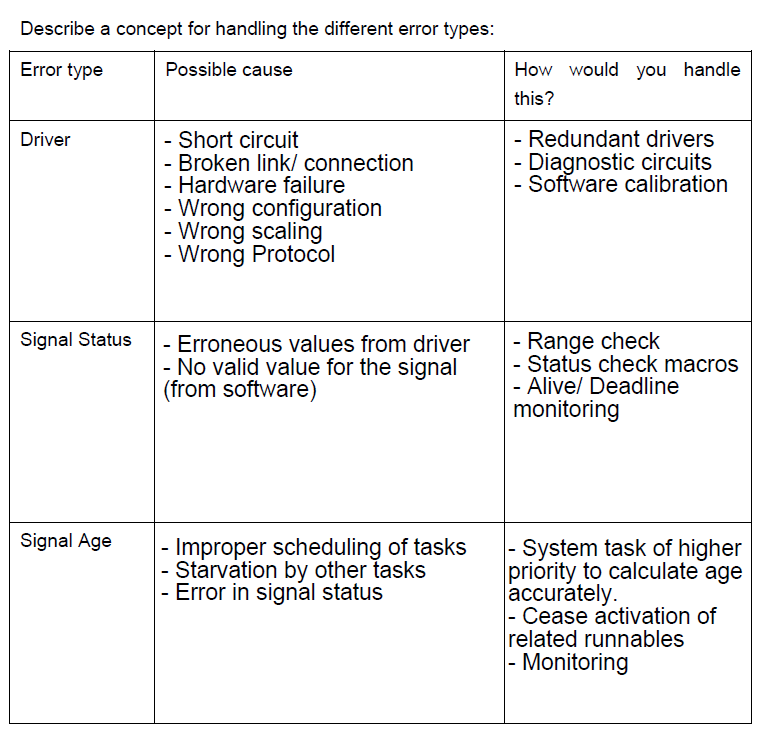 Describe a concept for handling the different error types:
Error type
Possible cause
How would you handle
this?
Driver
- Short circuit
- Broken link/ connection
- Hardware failure
- Wrong configuration
- Wrong scaling
- Wrong Protocol
- Redundant drivers
- Diagnostic circuits
- Software calibration
Signal Status
- Erroneous values from driver
- No valid value for the signal
(from software)
- Range check
- Status check macros
- Alive/ Deadline
monitoring
Signal Age
- Improper scheduling of tasks
- Starvation by other tasks
- Error in signal status
- System task of higher
priority to calculate age
accurately.
- Cease activation of
related runnables
- Monitoring